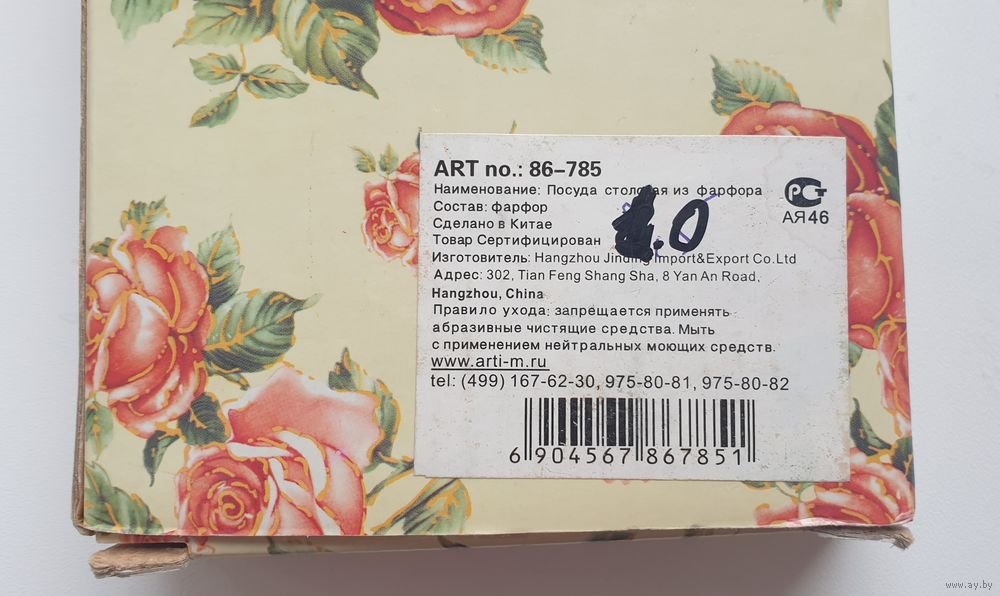 ART no.: 86-785
Наименование: Посуда столовая из фарфора
Состав: фарфор
Сделано в Китае
Товар Сертифицирован
1.0
РСТ
АЯ46
Изготовитель: Hangzhou Jinding Import&Export Co.Ltd
Адрес: 302, Tian Feng Shang Sha, 8 Yan An Road,
Hangzhou, China
Правило ухода: запрещается применять
абразивные чистящие средства. Мыть
с применением нейтральных моющих средств.
www.arti-m.ru
tel: (499) 167-62-30, 975-80-81, 975-80-82
6 904567 867851
www.ay.by